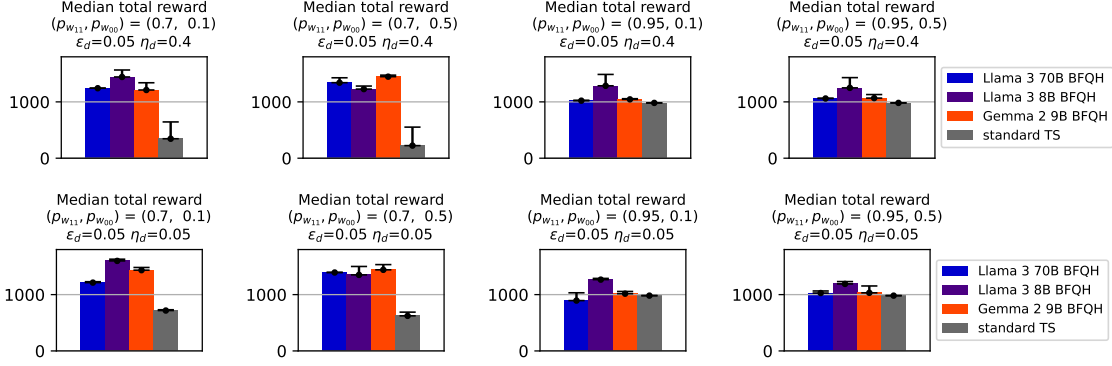 Median total reward
(p_{w_{11}}, p_{w_{00}}) = (0.7, 0.1)
ε_d=0.05 η_d=0.4
1000
0
Median total reward
(p_{w_{11}}, p_{w_{00}}) = (0.7, 0.5)
ε_d=0.05 η_d=0.4
1000
0
Median total reward
(p_{w_{11}}, p_{w_{00}}) = (0.95, 0.1)
ε_d=0.05 η_d=0.4
1000
0
Median total reward
(p_{w_{11}}, p_{w_{00}}) = (0.95, 0.5)
ε_d=0.05 η_d=0.4
1000
0
Llama 3 70B BFQH
Llama 3 8B BFQH
Gemma 2 9B BFQH
standard TS
Median total reward
(p_{w_{11}}, p_{w_{00}}) = (0.7, 0.1)
ε_d=0.05 η_d=0.05
1000
0
Median total reward
(p_{w_{11}}, p_{w_{00}}) = (0.7, 0.5)
ε_d=0.05 η_d=0.05
1000
0
Median total reward
(p_{w_{11}}, p_{w_{00}}) = (0.95, 0.1)
ε_d=0.05 η_d=0.05
1000
0
Median total reward
(p_{w_{11}}, p_{w_{00}}) = (0.95, 0.5)
ε_d=0.05 η_d=0.05
1000
0
Llama 3 70B BFQH
Llama 3 8B BFQH
Gemma 2 9B BFQH
standard TS